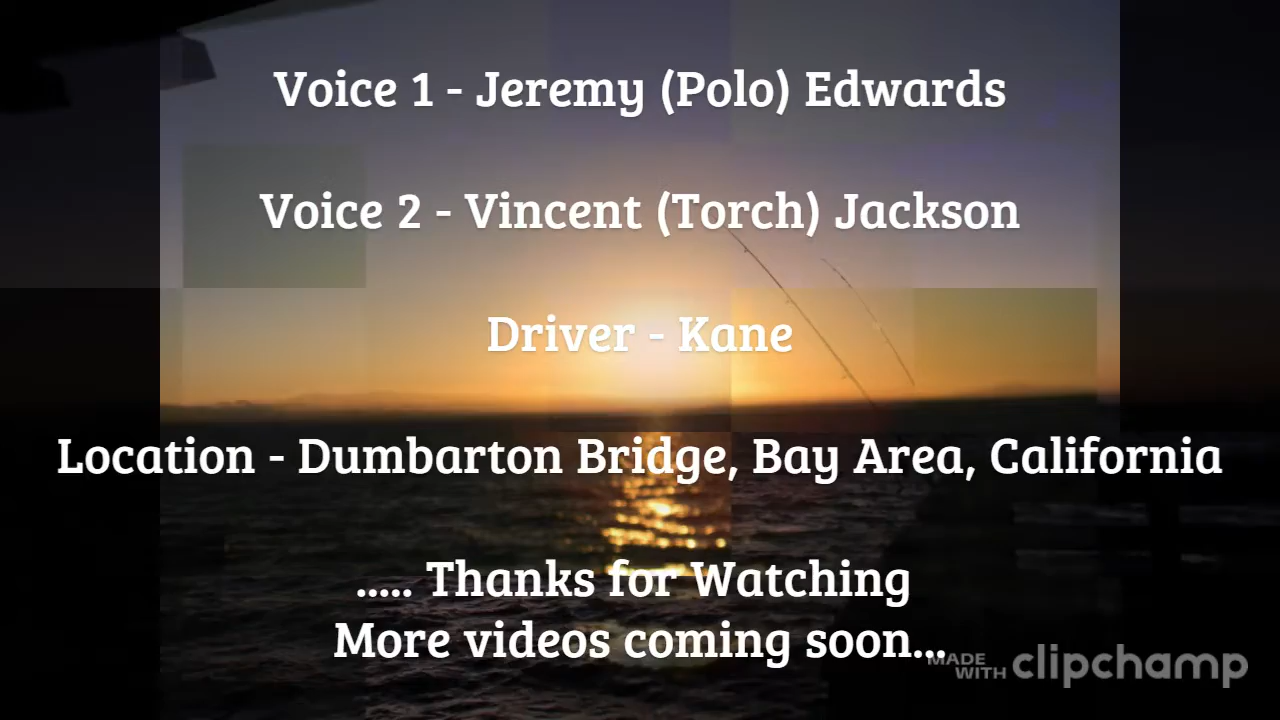 Voice 1 - Jeremy (Polo) Edwards
Voice 2 - Vincent (Torch) Jackson
Driver - Kane
Location - Dumbarton Bridge, Bay Area, California
..... Thanks for Watching
More videos coming soon...
MADE WITH clipchamp